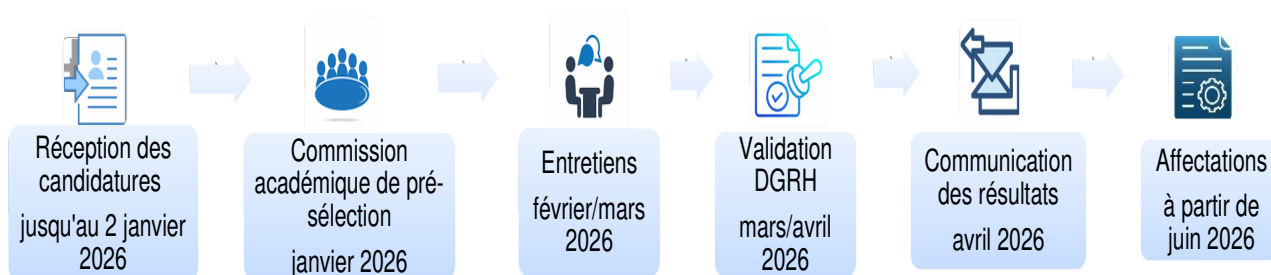 Réception des
candidatures
jusqu'au 2 janvier
2026
Commission
académique de pré-
sélection
janvier 2026
Entretiens
février/mars
2026
Validation
DGRH
mars/avril
2026
Communication
des résultats
avril 2026
Affectations
à partir de
juin 2026